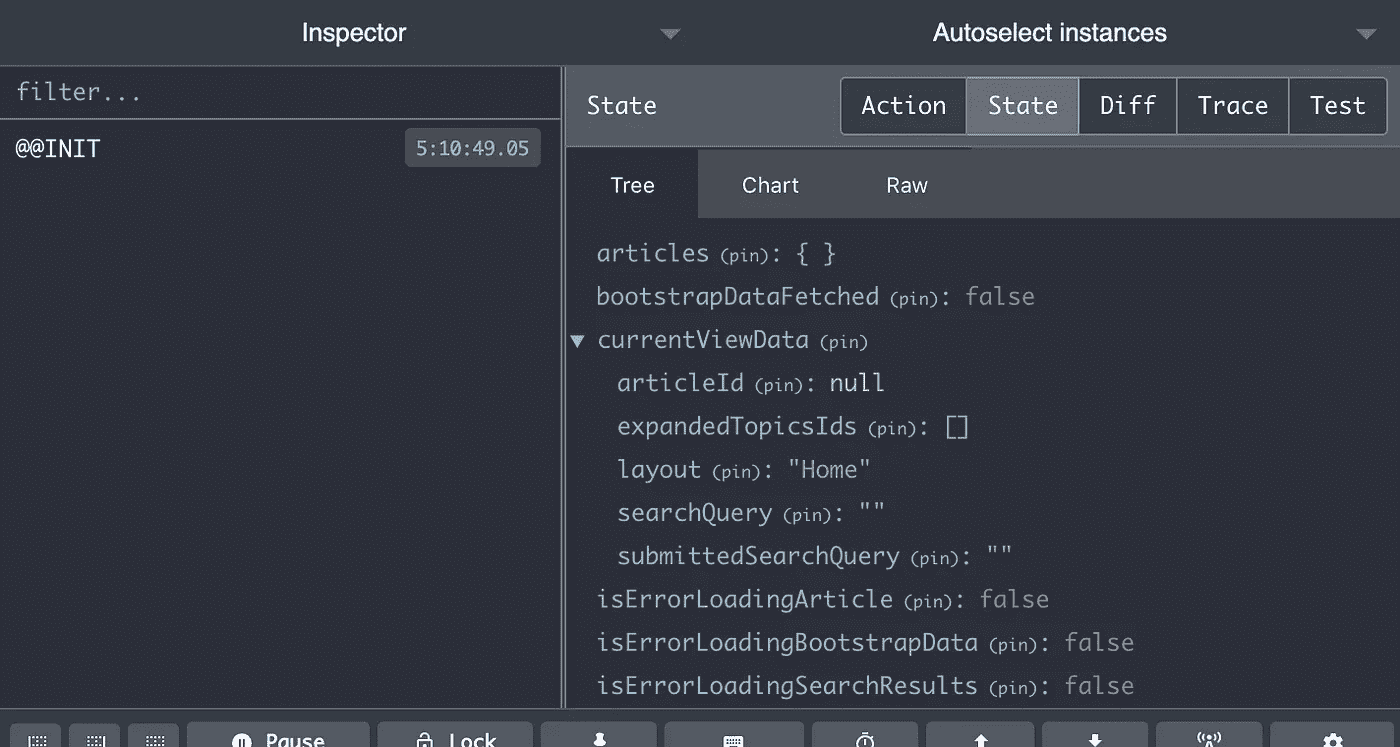 Inspector
Autoselect instances
filter...
State
Action
State
Diff
Trace
Test
@@INIT
5:10:49.05
Tree
Chart
Raw
articles (pin): { }
bootstrapDataFetched (pin): false
currentViewData (pin)
articleId (pin): null
expandedTopicsIds (pin): []
layout (pin): "Home"
searchQuery (pin): ""
submittedSearchQuery (pin): ""
isErrorLoadingArticle (pin): false
isErrorLoadingBootstrapData (pin): false
isErrorLoadingSearchResults (pin): false
Pause
Lock